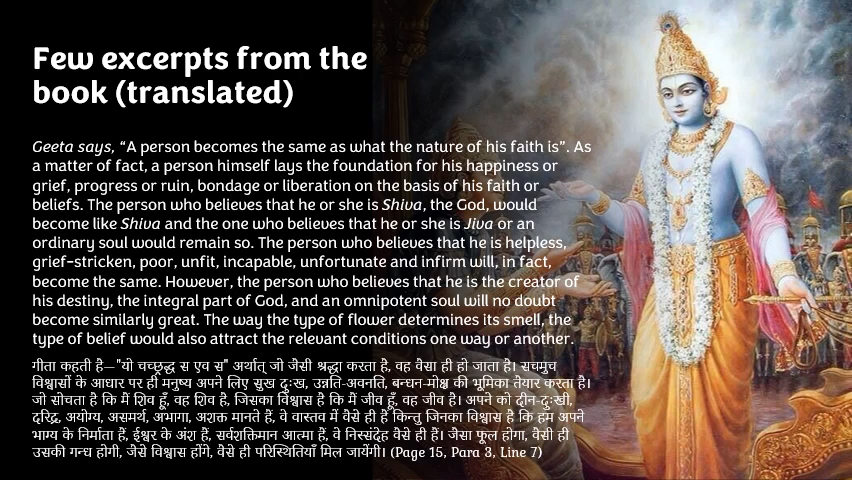 Few excerpts from the
book (translated)
Geeta says, “A person becomes the same as what the nature of his faith is”. As
a matter of fact, a person himself lays the foundation for his happiness or
grief, progress or ruin, bondage or liberation on the basis of his faith or
beliefs. The person who believes that he or she is Shiva, the God, would
become like Shiva and the one who believes that he or she is Jiva or an
ordinary soul would remain so. The person who believes that he is helpless,
grief-stricken, poor, unfit, incapable, unfortunate and infirm will, in fact,
become the same. However, the person who believes that he is the creator of
his destiny, the integral part of God, and an omnipotent soul will no doubt
become similarly great. The way the type of flower determines its smell, the
type of belief would also attract the relevant conditions one way or another.
गीता कहती है—"यो यच्छ्रद्ध स एव स" अर्थात् जो जैसी श्रद्धा करता है, वह वैसा ही हो जाता है। सचमुच
विश्वासों के आधार पर ही मनुष्य अपने लिए सुख दुःख, उन्नति-अवनति, बन्धन-मोक्ष की भूमिका तैयार करता है।
जो सोचता है कि मैं शिव हूँ, वह शिव है, जिसका विश्वास है कि मैं जीव हूँ, वह जीव है। अपने को दीन-दुःखी,
दरिद्र, अयोग्य, असमर्थ, अभागा, अशक्त मानते हैं, वे वास्तव में वैसे ही हैं किन्तु जिनका विश्वास है कि हम अपने
भाग्य के निर्माता हैं, ईश्वर के अंश हैं, सर्वशक्तिमान आत्मा हैं, वे निस्संदेह वैसे ही हैं। जैसा फूल होगा, वैसी ही
उसकी गन्ध होगी, जैसे विश्वास होंगे, वैसे ही परिस्थितियाँ मिल जायेंगी। (Page 15, Para 3, Line 7)